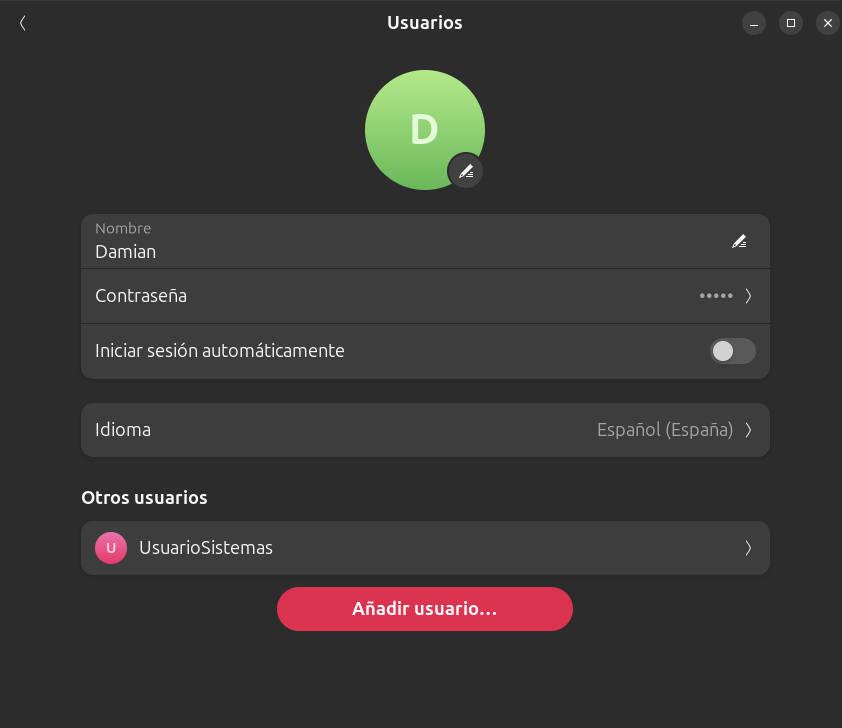 Usuarios
D
Nombre
Damian
Contraseña •••••
Iniciar sesión automáticamente
Idioma Español (España)
Otros usuarios
U UsuarioSistemas
Añadir usuario...